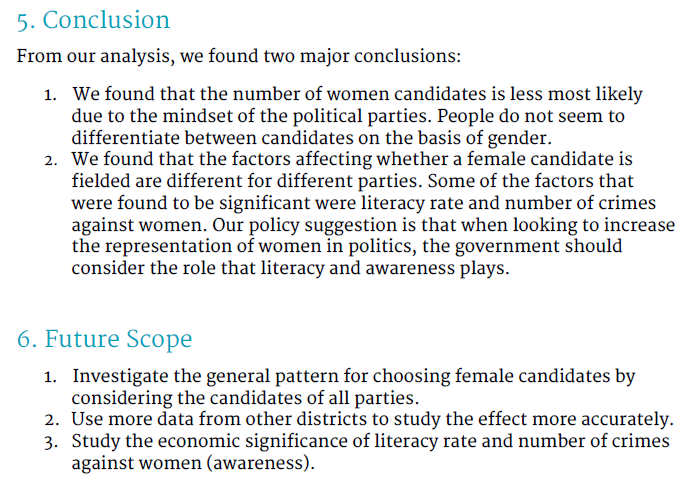 5. Conclusion
From our analysis, we found two major conclusions:
1. We found that the number of women candidates is less most likely
due to the mindset of the political parties. People do not seem to
differentiate between candidates on the basis of gender.
2. We found that the factors affecting whether a female candidate is
fielded are different for different parties. Some of the factors that
were found to be significant were literacy rate and number of crimes
against women. Our policy suggestion is that when looking to increase
the representation of women in politics, the government should
consider the role that literacy and awareness plays.
6. Future Scope
1. Investigate the general pattern for choosing female candidates by
considering the candidates of all parties.
2. Use more data from other districts to study the effect more accurately.
3. Study the economic significance of literacy rate and number of crimes
against women (awareness).